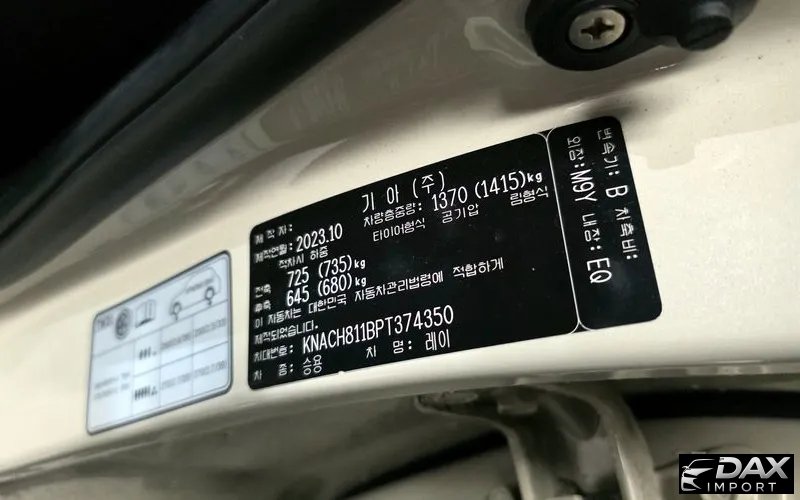 제작자: 기아(주)
제작연월: 2023.10 차량총중량: 1370 (1415)kg
적차시 하중 타이어형식 공기압 림형식
전축 725 (735)kg
후축 645 (680)kg
이 자동차는 대한민국 자동차관리법령에 적합하게
제작되었습니다.
차대번호: KNACH811BPT374350
차 종: 승용 차 명: 레이
변속기: B 차축비:
외장: M9Y 내장: EQ
DAX
IMPORT